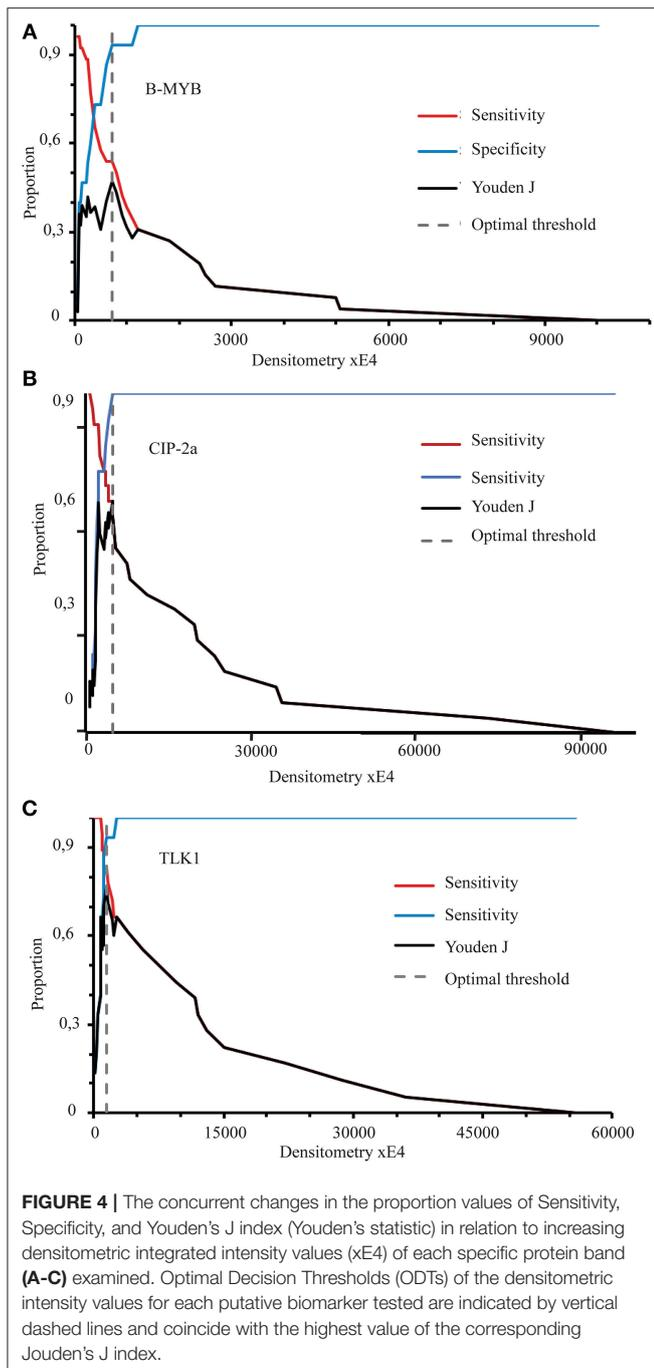 A
B-MYB
Proportion
0,9
0,6
0,3
0
Sensitivity
Specificity
Youden J
Optimal threshold
0 3000 6000 9000
Densitometry xE4
B
CIP-2a
Proportion
0,9
0,6
0,3
0
Sensitivity
Sensitivity
Youden J
Optimal threshold
0 30000 60000 90000
Densitometry xE4
C
TLK1
Proportion
0,9
0,6
0,3
0
Sensitivity
Sensitivity
Youden J
Optimal threshold
0 15000 30000 45000 60000
Densitometry xE4
FIGURE 4 | The concurrent changes in the proportion values of Sensitivity,
Specificity, and Youden's J index (Youden's statistic) in relation to increasing
densitometric integrated intensity values (xE4) of each specific protein band
(A-C) examined. Optimal Decision Thresholds (ODTs) of the densitometric
intensity values for each putative biomarker tested are indicated by vertical
dashed lines and coincide with the highest value of the corresponding
Jouden's J index.